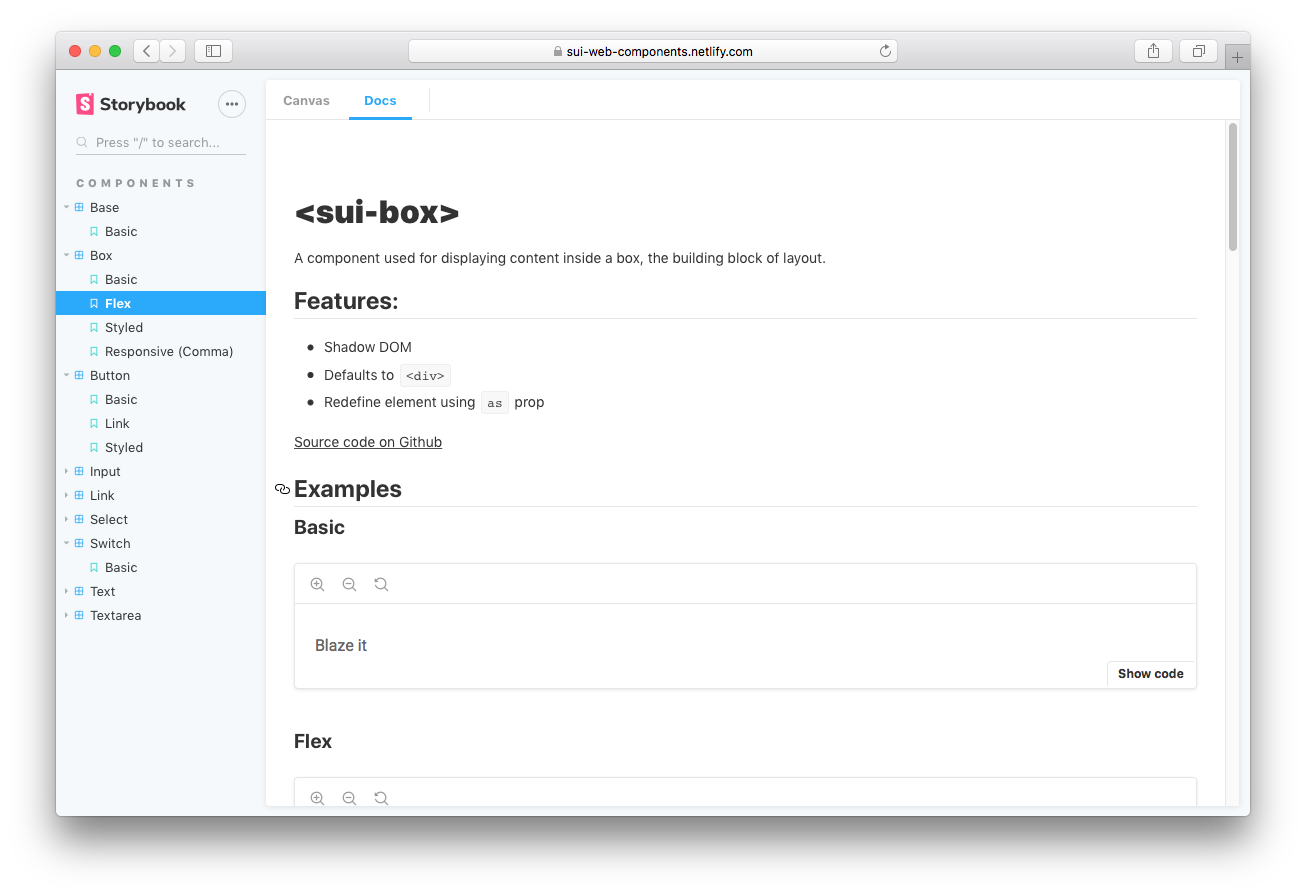 sui-web-components.netlify.com
Storybook
Press "/" to search...
COMPONENTS
Base
Basic
Box
Basic
Flex
Styled
Responsive (Comma)
Button
Basic
Link
Styled
Input
Link
Select
Switch
Basic
Text
Textarea
Canvas Docs
<sui-box>
A component used for displaying content inside a box, the building block of layout.
Features:
Shadow DOM
Defaults to <div>
Redefine element using as prop
Source code on Github
Examples
Basic
Blaze it
Show code
Flex